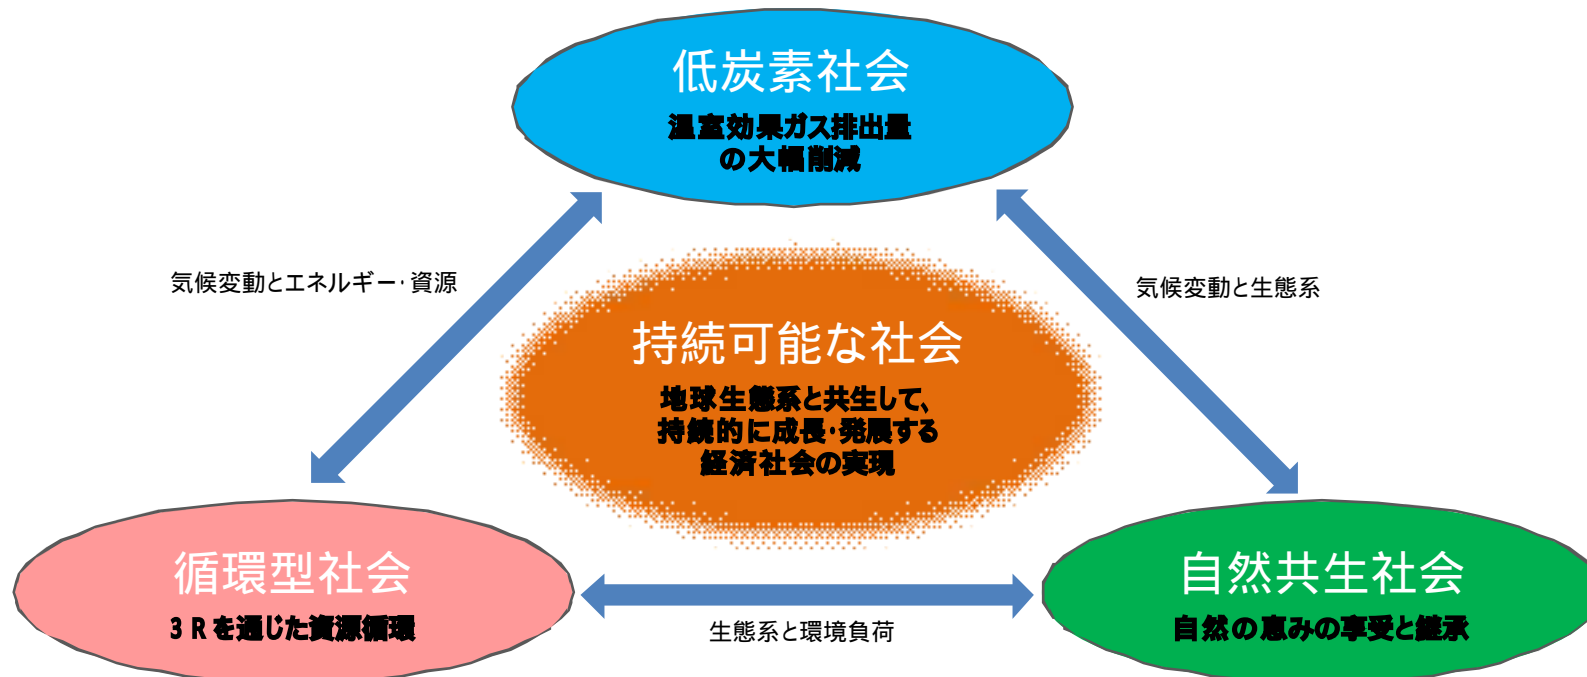 低炭素社会
温室効果ガス排出量
の大幅削減
気候変動とエネルギー・資源
気候変動と生態系
持続可能な社会
地球生態系と共生して、
持続的に成長・発展する
経済社会の実現
循環型社会
3Rを通じた資源循環
生態系と環境負荷
自然共生社会
自然の恵みの享受と継承